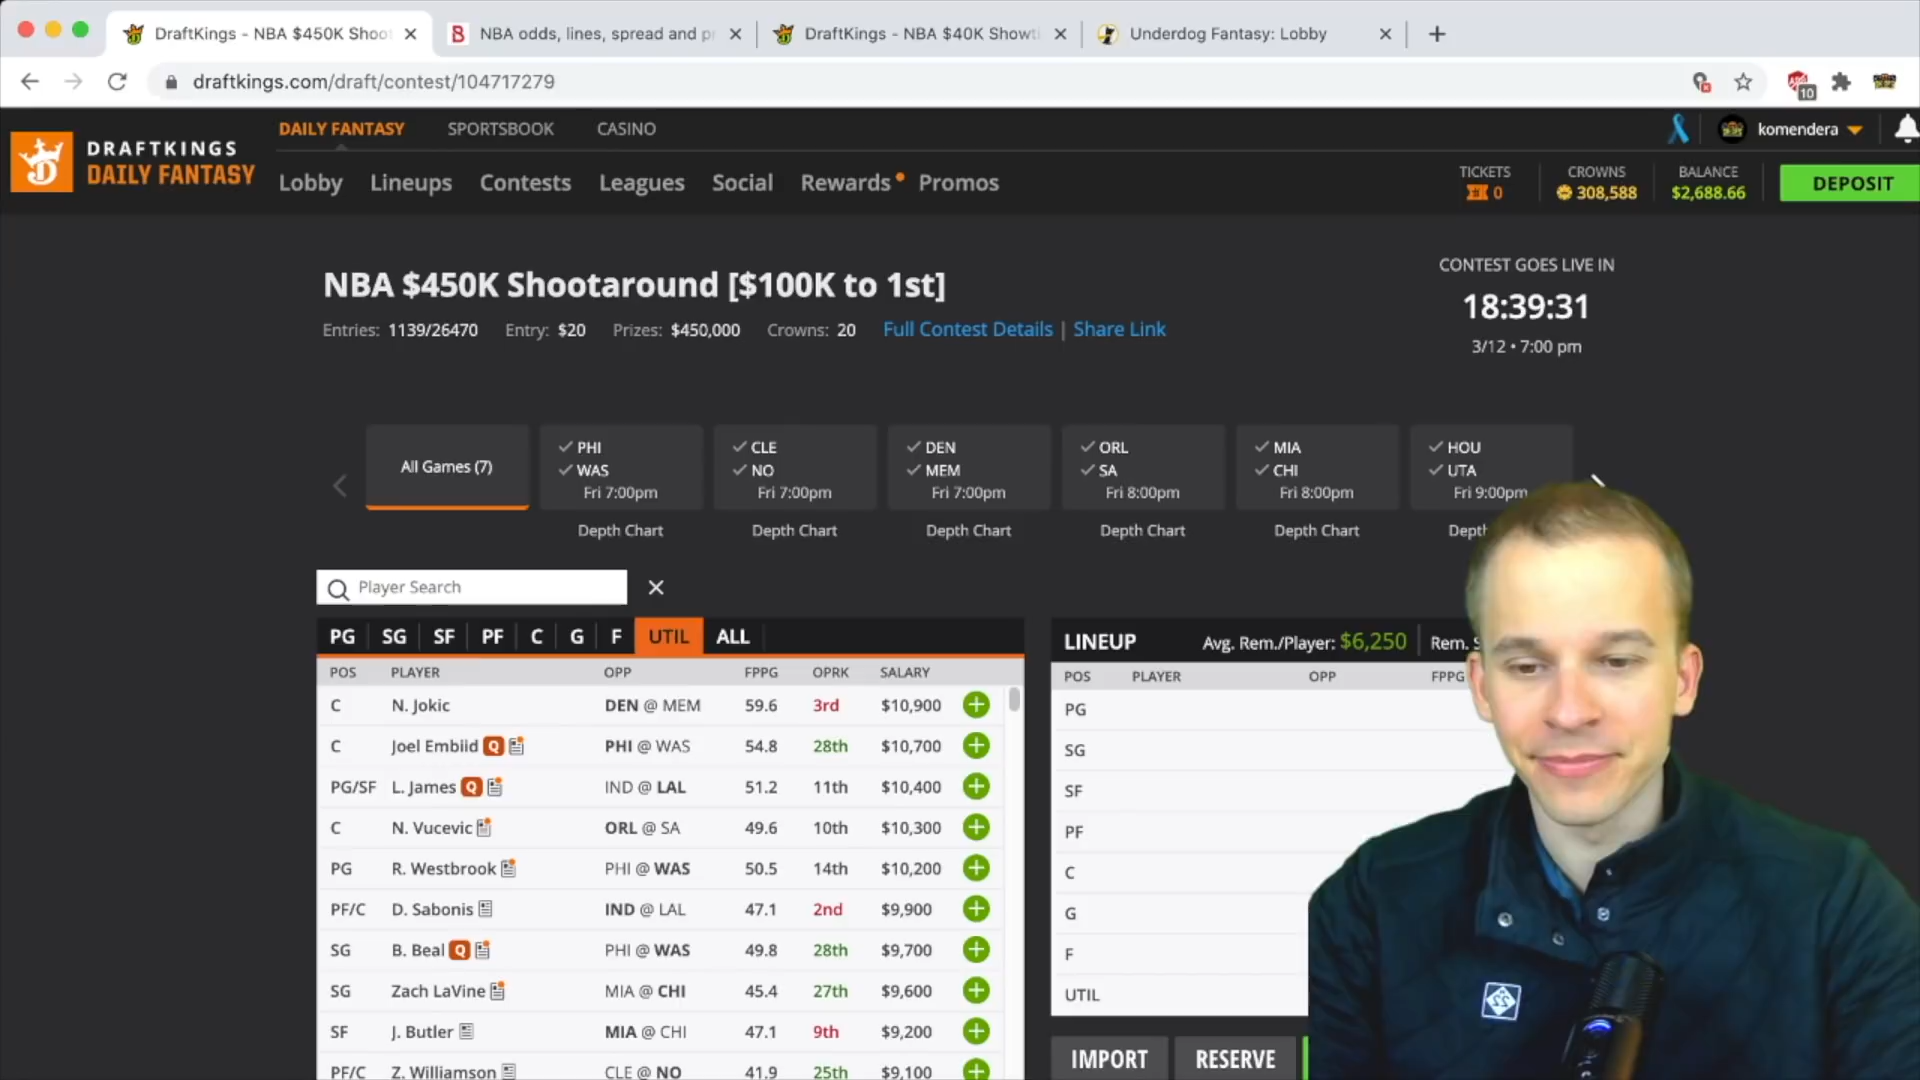 DraftKings - NBA $450K Shoot
NBA odds, lines, spread and p
DraftKings - NBA $40K Showt
Underdog Fantasy: Lobby
draftkings.com/draft/contest/104717279
10
DRAFTKINGS
DAILY FANTASY
DAILY FANTASY SPORTSBOOK CASINO
komendera
Lobby Lineups Contests Leagues Social Rewards Promos
TICKETS
0
CROWNS
308,588
BALANCE
$2,688.66
DEPOSIT
NBA $450K Shootaround [$100K to 1st]
Entries: 1139/26470 Entry: $20 Prizes: $450,000 Crowns: 20 Full Contest Details | Share Link
CONTEST GOES LIVE IN
18:39:31
3/12 • 7:00 pm
All Games (7)
PHI
WAS
Fri 7:00pm
Depth Chart
CLE
NO
Fri 7:00pm
Depth Chart
DEN
MEM
Fri 7:00pm
Depth Chart
ORL
SA
Fri 8:00pm
Depth Chart
MIA
CHI
Fri 8:00pm
Depth Chart
HOU
UTA
Fri 9:00pm
Depth
Player Search
PG SG SF PF C G F UTIL ALL
POS PLAYER OPP FPPG OPRK SALARY
C N. Jokic DEN @ MEM 59.6 3rd $10,900
C Joel Embiid Q PHI @ WAS 54.8 28th $10,700
PG/SF L. James Q IND @ LAL 51.2 11th $10,400
C N. Vucevic ORL @ SA 49.6 10th $10,300
PG R. Westbrook PHI @ WAS 50.5 14th $10,200
PF/C D. Sabonis IND @ LAL 47.1 2nd $9,900
SG B. Beal Q PHI @ WAS 49.8 28th $9,700
SG Zach LaVine MIA @ CHI 45.4 27th $9,600
SF J. Butler MIA @ CHI 47.1 9th $9,200
PF/C Z. Williamson CLE @ NO 41.9 25th $9,100
LINEUP Avg. Rem./Player: $6,250 Rem. S
POS PLAYER OPP FPPG
PG
SG
SF
PF
C
G
F
UTIL
IMPORT RESERVE